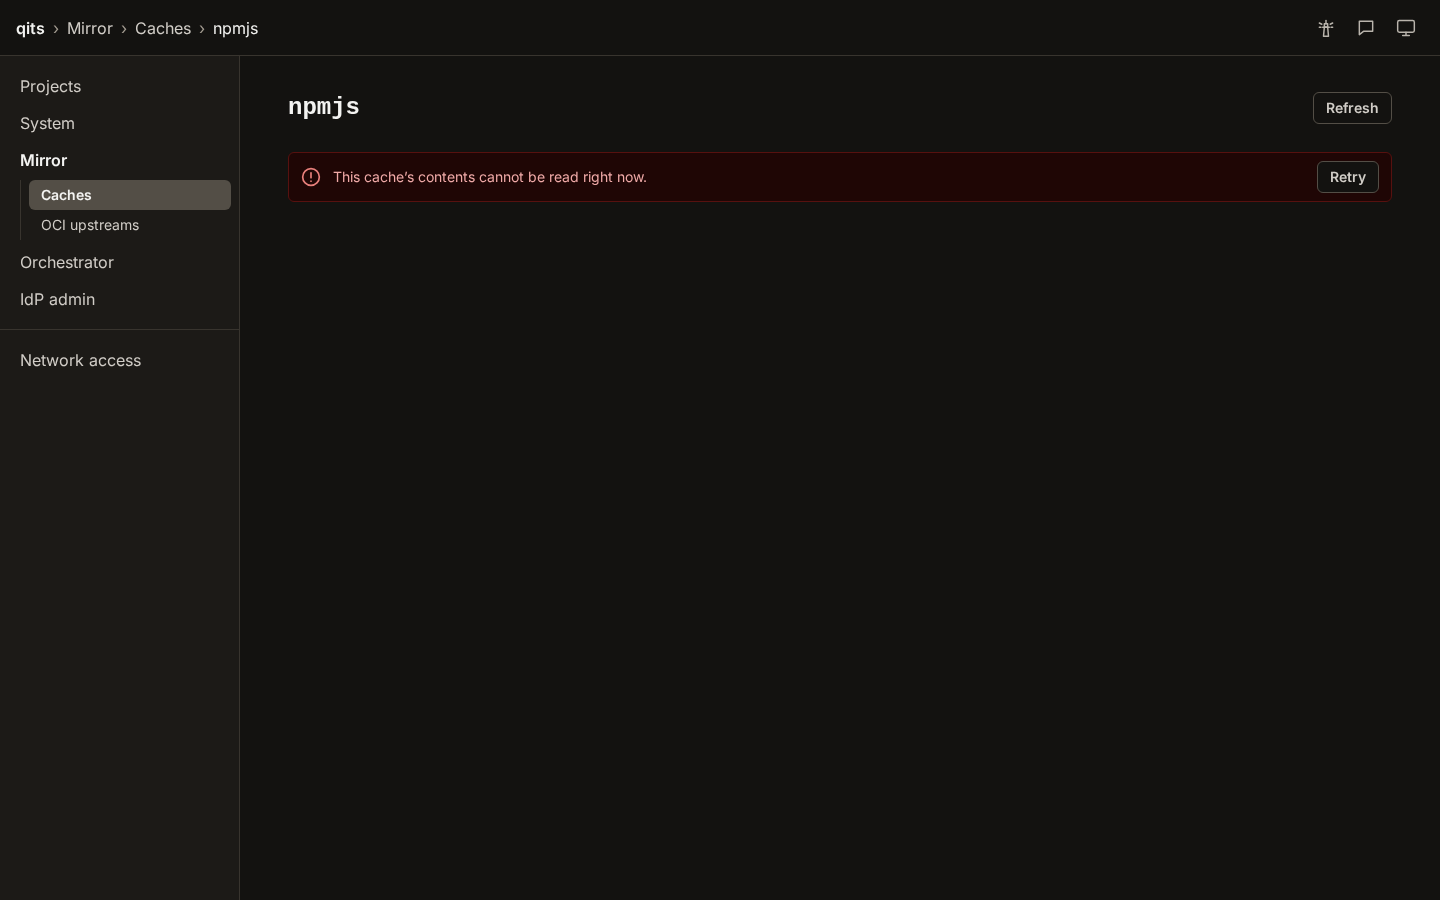 qits › Mirror › Caches › npmjs
Projects
System
Mirror
Caches
OCI upstreams
Orchestrator
IdP admin
Network access
npmjs
Refresh
This cache’s contents cannot be read right now.
Retry